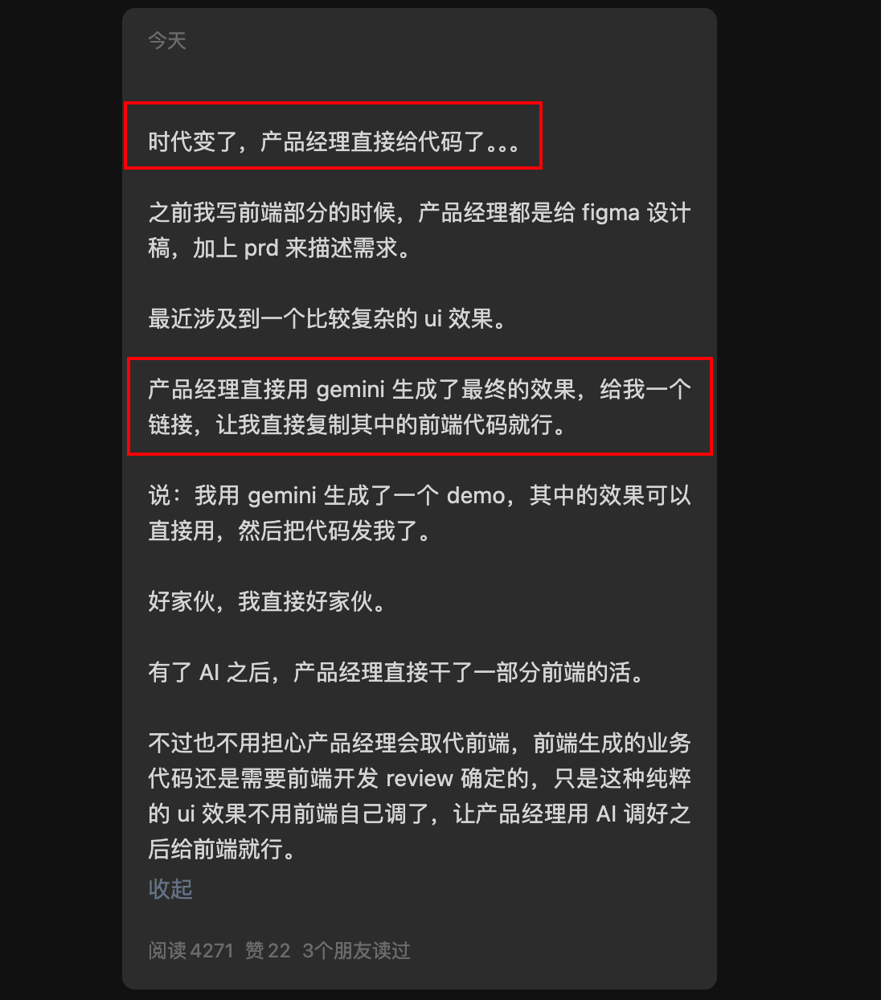 今天
时代变了，产品经理直接给代码了。。。
之前我写前端部分的时候，产品经理都是给 figma 设计
稿，加上 prd 来描述需求。
最近涉及到一个比较复杂的 ui 效果。
产品经理直接用 gemini 生成了最终的效果，给我一个
链接，让我直接复制其中的前端代码就行。
说：我用 gemini 生成了一个 demo，其中的效果可以
直接用，然后把代码发我了。
好家伙，我直接好家伙。
有了 AI 之后，产品经理直接干了一部分前端的活。
不过也不用担心产品经理会取代前端，前端生成的业务
代码还是需要前端开发 review 确定的，只是这种纯粹
的 ui 效果不用前端自己调了，让产品经理用 AI 调好之
后给前端就行。
收起
阅读 4271 赞 22 3个朋友读过